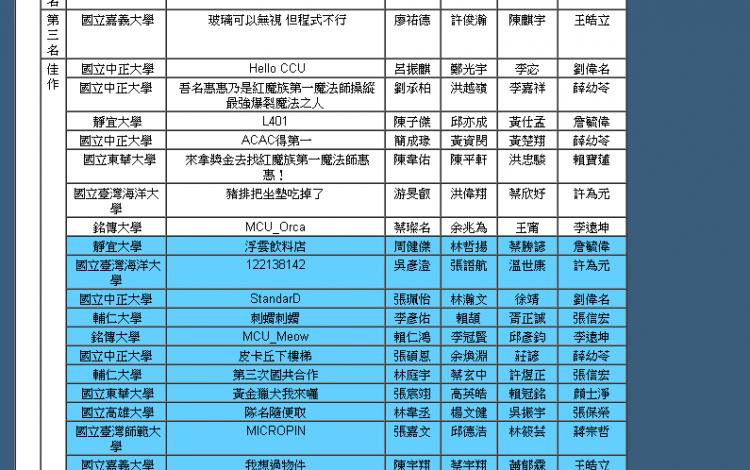 名
第三名
國立嘉義大學 玻璃可以無視 但程式不行 廖祐德 許俊瀚 陳麒宇 王皓立
佳作
國立中正大學 Hello CCU 呂振麒 鄭光宇 李宓 劉偉名
國立中正大學 吾名惠惠乃是紅魔族第一魔法師操縱
最強爆裂魔法之人 劉承柏 洪越嶺 李嘉祥 薛幼苓
靜宜大學 L401 陳子傑 邱亦成 黃仕孟 詹毓偉
國立中正大學 ACAC得第一 簡成瑑 黃資閔 黃楚翔 薛幼苓
國立東華大學 來拿獎金去找紅魔族第一魔法師惠
惠！ 陳韋佑 陳平軒 洪忠駿 賴寶蓮
國立臺灣海洋大
學 豬排把坐墊吃掉了 游旻叡 洪偉翔 蔡欣妤 許為元
銘傳大學 MCU_Orca 蔡璨名 余兆為 王甯 李遠坤
靜宜大學 浮雲飲料店 周健傑 林哲揚 蔡勝諺 詹毓偉
國立臺灣海洋大
學 122138142 吳彥澄 張語航 溫世康 許為元
國立中正大學 StandarD 張珮怡 林瀚文 徐靖 劉偉名
輔仁大學 刺蝟刺蝟 李彥佑 賴頡 胥正誠 張信宏
銘傳大學 MCU_Meow 賴仁鴻 李冠賢 邱彥鈞 李遠坤
國立中正大學 皮卡丘下樓梯 張碩恩 余煥淵 莊諺 薛幼苓
輔仁大學 第三次國共合作 林庭宇 蔡玄中 許煜正 張信宏
國立東華大學 黃金獵犬我來囉 張宸翊 高英皓 賴冠銘 顏士淨
國立高雄大學 隊名隨便取 林韋丞 楊文健 吳振宇 張保榮
國立臺灣師範大
學 MICROPIN 張嘉文 邱德浩 林筱芸 蔣宗哲
國立嘉義大學 我想過物件 陳宇翔 蔡宇翔 蕭郁霖 王皓立